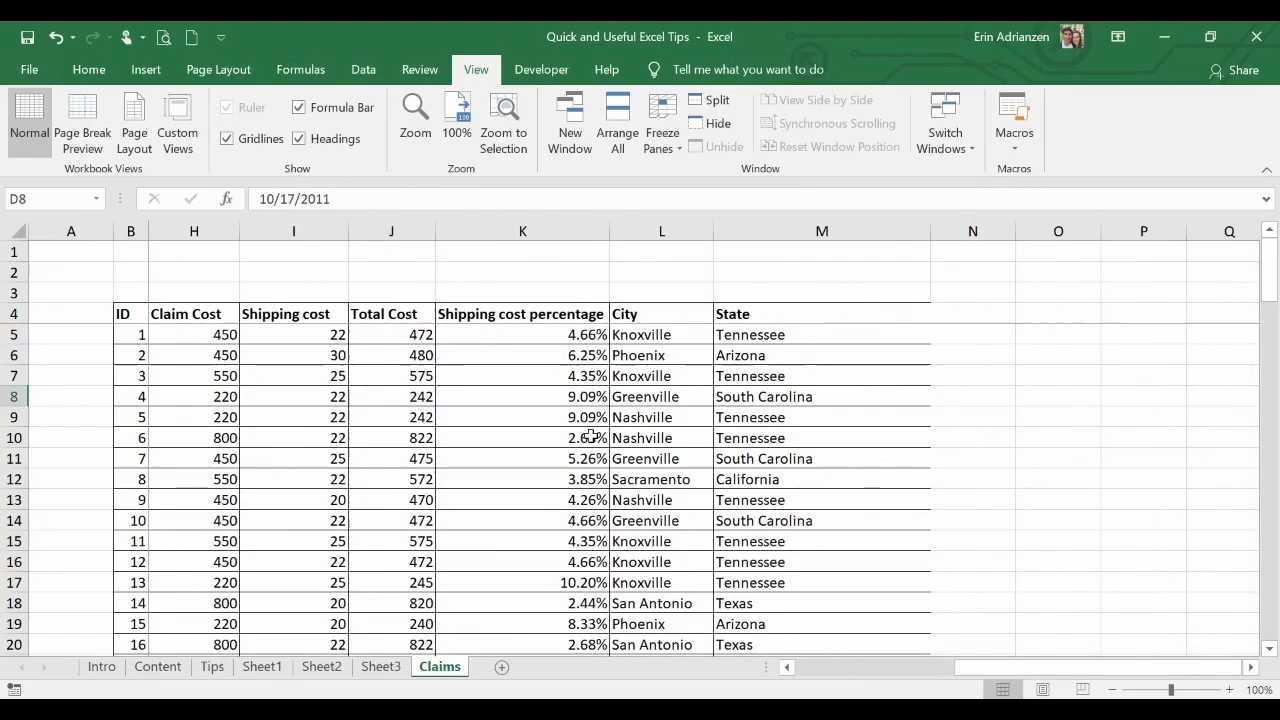 Quick and Useful Excel Tips - Excel
Erin Adrianzen
File Home Insert Page Layout Formulas Data Review View Developer Help Tell me what you want to do Share
Normal Page Break Preview Page Layout Custom Views
Workbook Views
Ruler Formula Bar
Gridlines Headings
Show
Zoom 100% Zoom to Selection
Zoom
New Window Arrange All Freeze Panes
Split
Hide
Unhide
View Side by Side
Synchronous Scrolling
Reset Window Position
Switch Windows
Window
Macros
Macros
D8 fx 10/17/2011
A B H I J K L M N O P Q
1
2
3
4 ID Claim Cost Shipping cost Total Cost Shipping cost percentage City State
5 1 450 22 472 4.66% Knoxville Tennessee
6 2 450 30 480 6.25% Phoenix Arizona
7 3 550 25 575 4.35% Knoxville Tennessee
8 4 220 22 242 9.09% Greenville South Carolina
9 5 220 22 242 9.09% Nashville Tennessee
10 6 800 22 822 Nashville Tennessee
11 7 450 25 475 5.26% Greenville South Carolina
12 8 550 22 572 3.85% Sacramento California
13 9 450 20 470 4.26% Nashville Tennessee
14 10 450 22 472 4.66% Greenville South Carolina
15 11 550 25 575 4.35% Knoxville Tennessee
16 12 450 22 472 4.66% Knoxville Tennessee
17 13 220 25 245 10.20% Knoxville Tennessee
18 14 800 20 820 2.44% San Antonio Texas
19 15 220 20 240 8.33% Phoenix Arizona
20 16 800 22 822 2.68% San Antonio Texas
Intro Content Tips Sheet1 Sheet2 Sheet3 Claims
100%